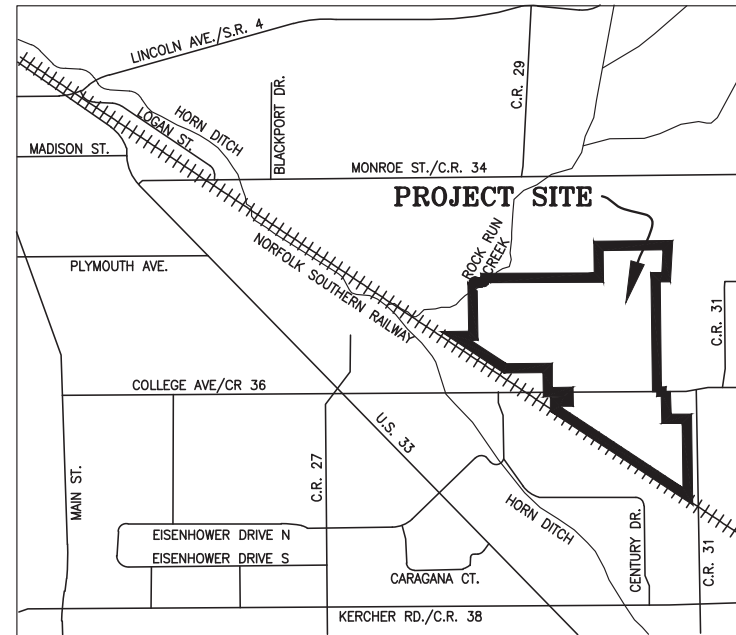 LINCOLN AVE./S.R. 4
C.R. 29
BLACKPORT DR.
HORN DITCH
LOGAN ST.
MADISON ST.
MONROE ST./C.R. 34
PROJECT SITE
ROCK RUN
CREEK
NORFOLK SOUTHERN RAILWAY
PLYMOUTH AVE.
C.R. 31
COLLEGE AVE/CR 36
U.S. 33
MAIN ST.
C.R. 27
HORN DITCH
EISENHOWER DRIVE N
EISENHOWER DRIVE S
CENTURY DR.
C.R. 31
CARAGANA CT.
KERCHER RD./C.R. 38